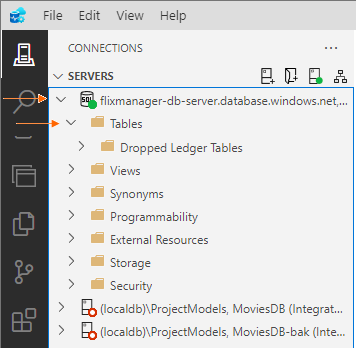 File Edit View Help
CONNECTIONS ...
SERVERS
SQL flixmanager-db-server.database.windows.net,...
Tables
Dropped Ledger Tables
Views
Synonyms
Programmability
External Resources
Storage
Security
(localdb)\ProjectModels, MoviesDB (Integrat...
(localdb)\ProjectModels, MoviesDB-bak (Inte...